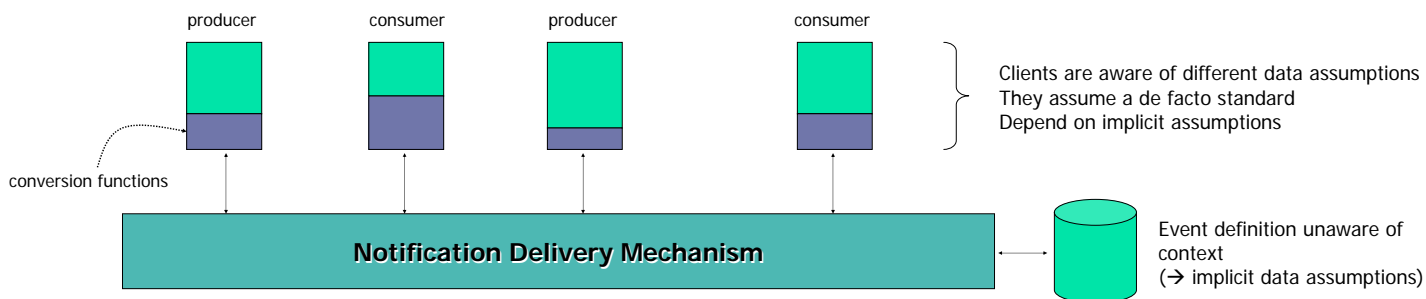 producer
consumer
producer
consumer
Clients are aware of different data assumptions
They assume a de facto standard
Depend on implicit assumptions
conversion functions
Notification Delivery Mechanism
Event definition unaware of
context
(→ implicit data assumptions)